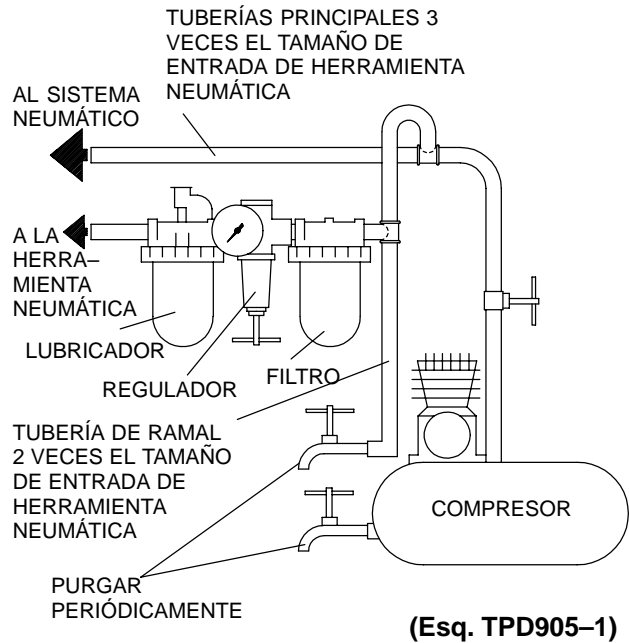 TUBERÍAS PRINCIPALES 3
VECES EL TAMAÑO DE
ENTRADA DE HERRAMIENTA
NEUMÁTICA
AL SISTEMA
NEUMÁTICO
A LA
HERRA–
MIENTA
NEUMÁTICA
LUBRICADOR
REGULADOR
FILTRO
TUBERÍA DE RAMAL
2 VECES EL TAMAÑO
DE ENTRADA DE
HERRAMIENTA
NEUMÁTICA
COMPRESOR
PURGAR
PERIÓDICAMENTE
(Esq. TPD905–1)